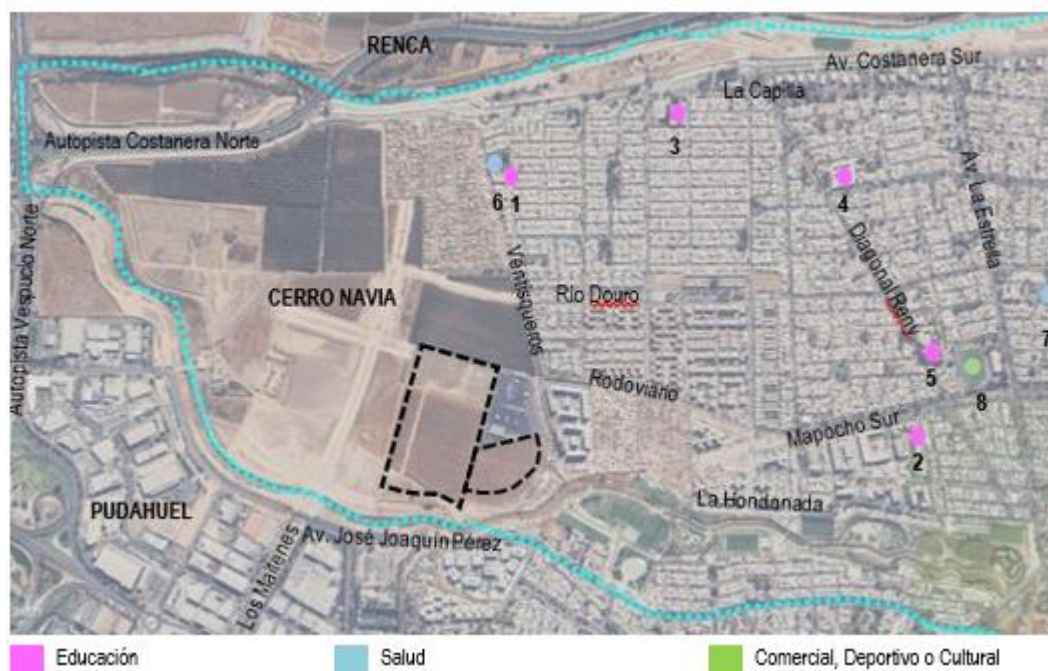 RENCA
Av. Costanera Sur
La Capilla
Autopista Costanera Norte
3
6
1
4
Av. La Estrella
Autopista Vespucio Norte
Ventisqueros
Diagonal Reny
CERRO NAVIA
Río Douro
7
Rodoviario
5
8
Mapocho Sur
2
La Hondonada
PUDAHUEL
Los Maitenes
Av. José Joaquín Pérez
Educación
Salud
Comercial, Deportivo o Cultural